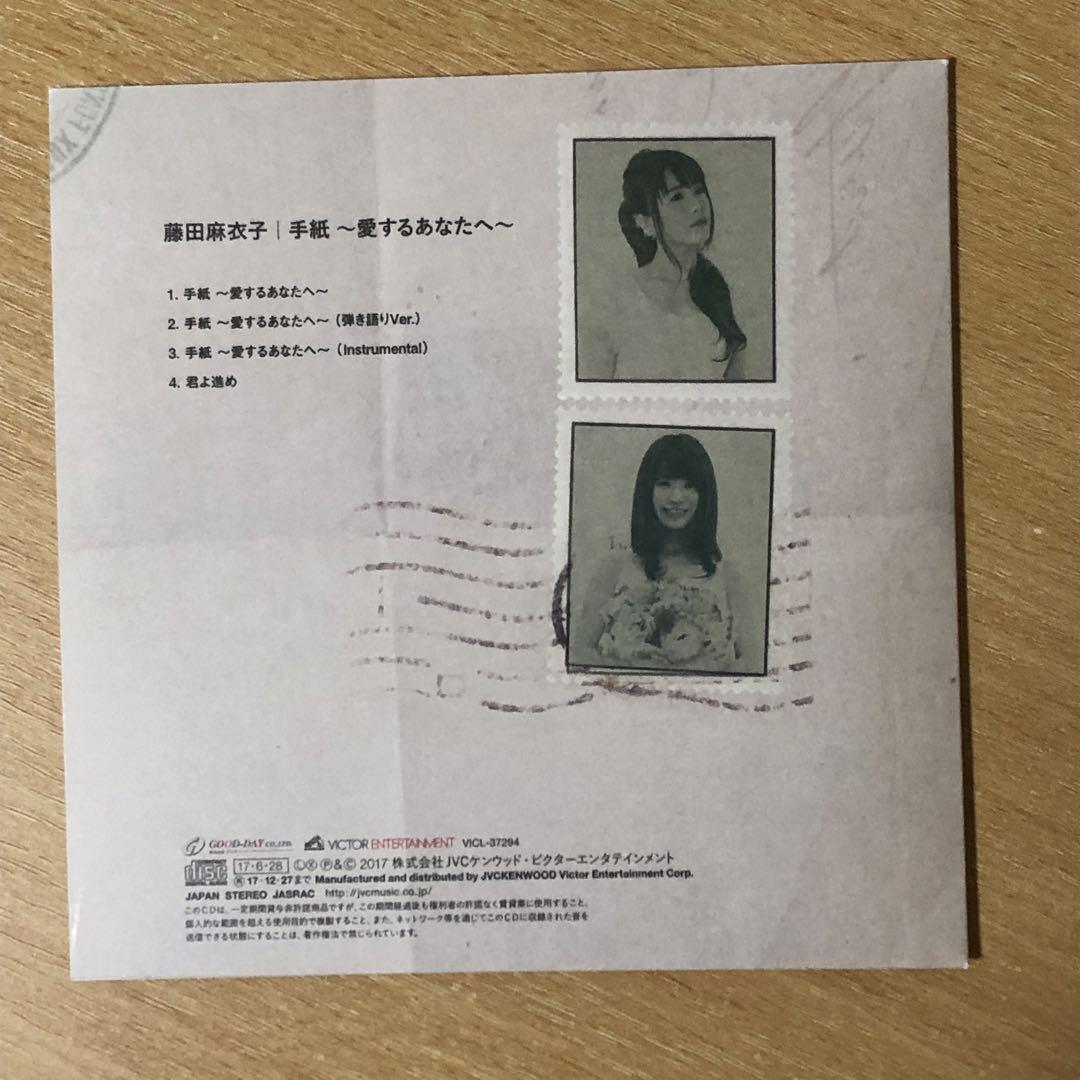 藤田麻衣子｜手紙 ～愛するあなたへ～
1. 手紙 ～愛するあなたへ～
2. 手紙 ～愛するあなたへ～（弾き語りVer.）
3. 手紙 ～愛するあなたへ～（Instrumental）
4. 君よ進め
GOOD-DAY CO.,LTD. VICTOR ENTERTAINMENT VICL-37294
17・6・28 Ⓛ Ⓧ Ⓟ&Ⓒ 2017 株式会社JVCケンウッド・ビクターエンタテインメント
17・12・27まで Manufactured and distributed by JVCKENWOOD Victor Entertainment Corp.
JAPAN STEREO JASRAC http://jvcmusic.co.jp/
このCDは、一定期間貸与非許諾商品ですが、この期間経過後も権利者の許諾なく賃貸業に使用すること、
個人的な範囲を超える使用目的で複製すること、また、ネットワーク等を通じてこのCDに収録された音を
送信できる状態にすることは、著作権法で禁じられています。